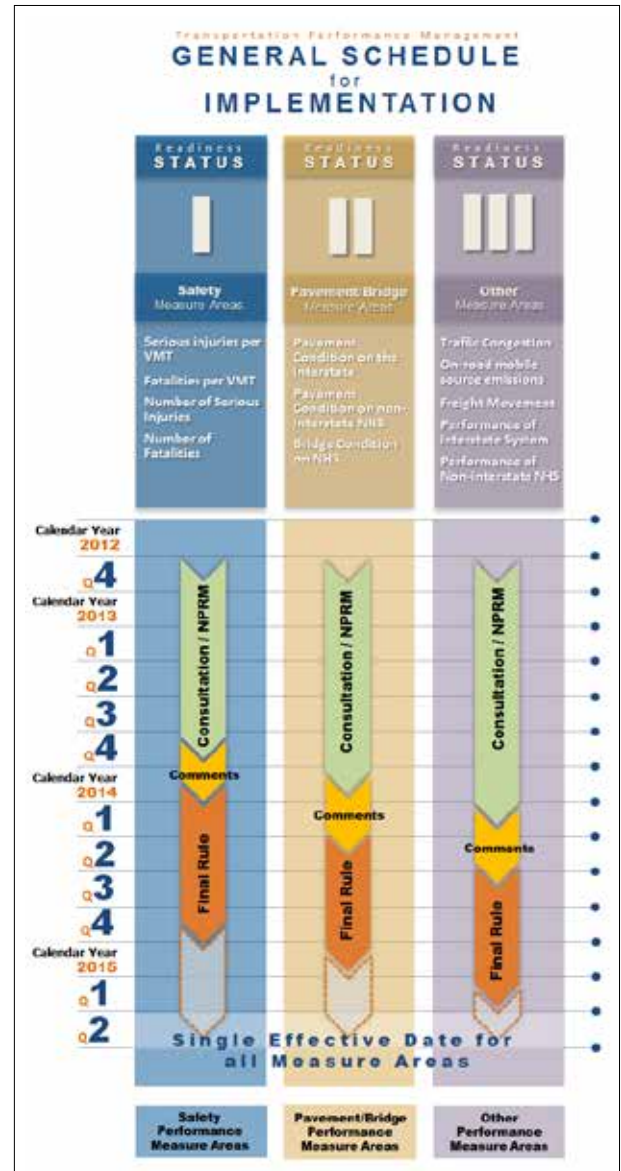 Transportation Performance Management
GENERAL SCHEDULE
for
IMPLEMENTATION
Readiness
STATUS
I
Safety
Measure Areas
Serious injuries per
VMT
Fatalities per VMT
Number of Serious
Injuries
Number of
Fatalities
Readiness
STATUS
II
Pavement/Bridge
Measure Areas
Pavement
Condition on the
Interstate
Pavement
Condition on non-
Interstate NHS
Bridge Condition
on NHS
Readiness
STATUS
III
Other
Measure Areas
Traffic Congestion
On-road mobile
source emissions
Freight Movement
Performance of
Interstate System
Performance of
Non-interstate NHS
Calendar Year
2012
Q4
Calendar Year
2013
Q1
Q2
Q3
Q4
Calendar Year
2014
Q1
Q2
Q3
Q4
Calendar Year
2015
Q1
Q2
Consultation / NPRM
Comments
Final Rule
Consultation / NPRM
Comments
Final Rule
Consultation / NPRM
Comments
Final Rule
Single Effective Date for
all Measure Areas
Safety
Performance
Measure Areas
Pavement/Bridge
Performance
Measure Areas
Other
Performance
Measure Areas